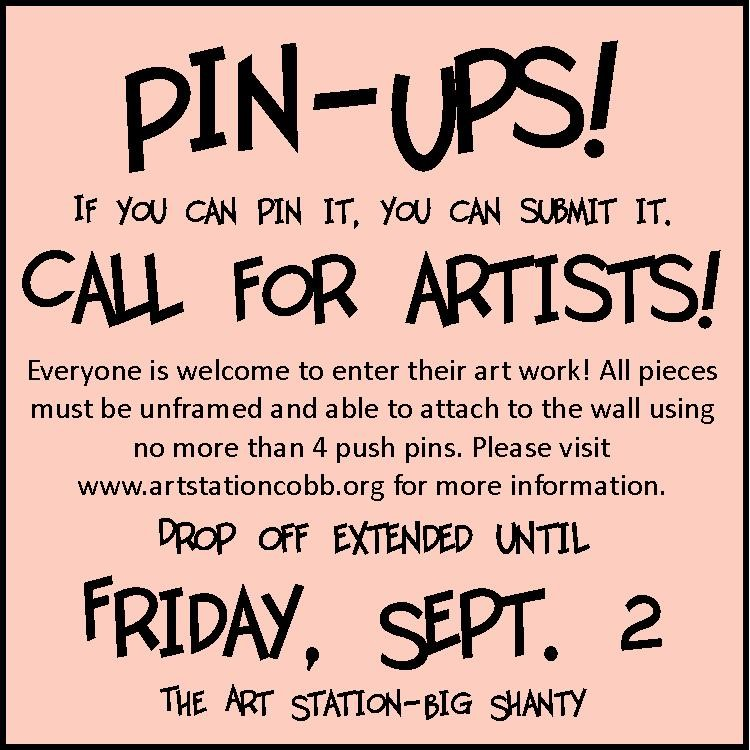 PIN-UPS!
IF YOU CAN PIN IT, YOU CAN SUBMIT IT.
CALL FOR ARTISTS!
Everyone is welcome to enter their art work! All pieces
must be unframed and able to attach to the wall using
no more than 4 push pins. Please visit
www.artstationcobb.org for more information.
DROP OFF EXTENDED UNTIL
FRIDAY, SEPT. 2
THE ART STATION-BIG SHANTY